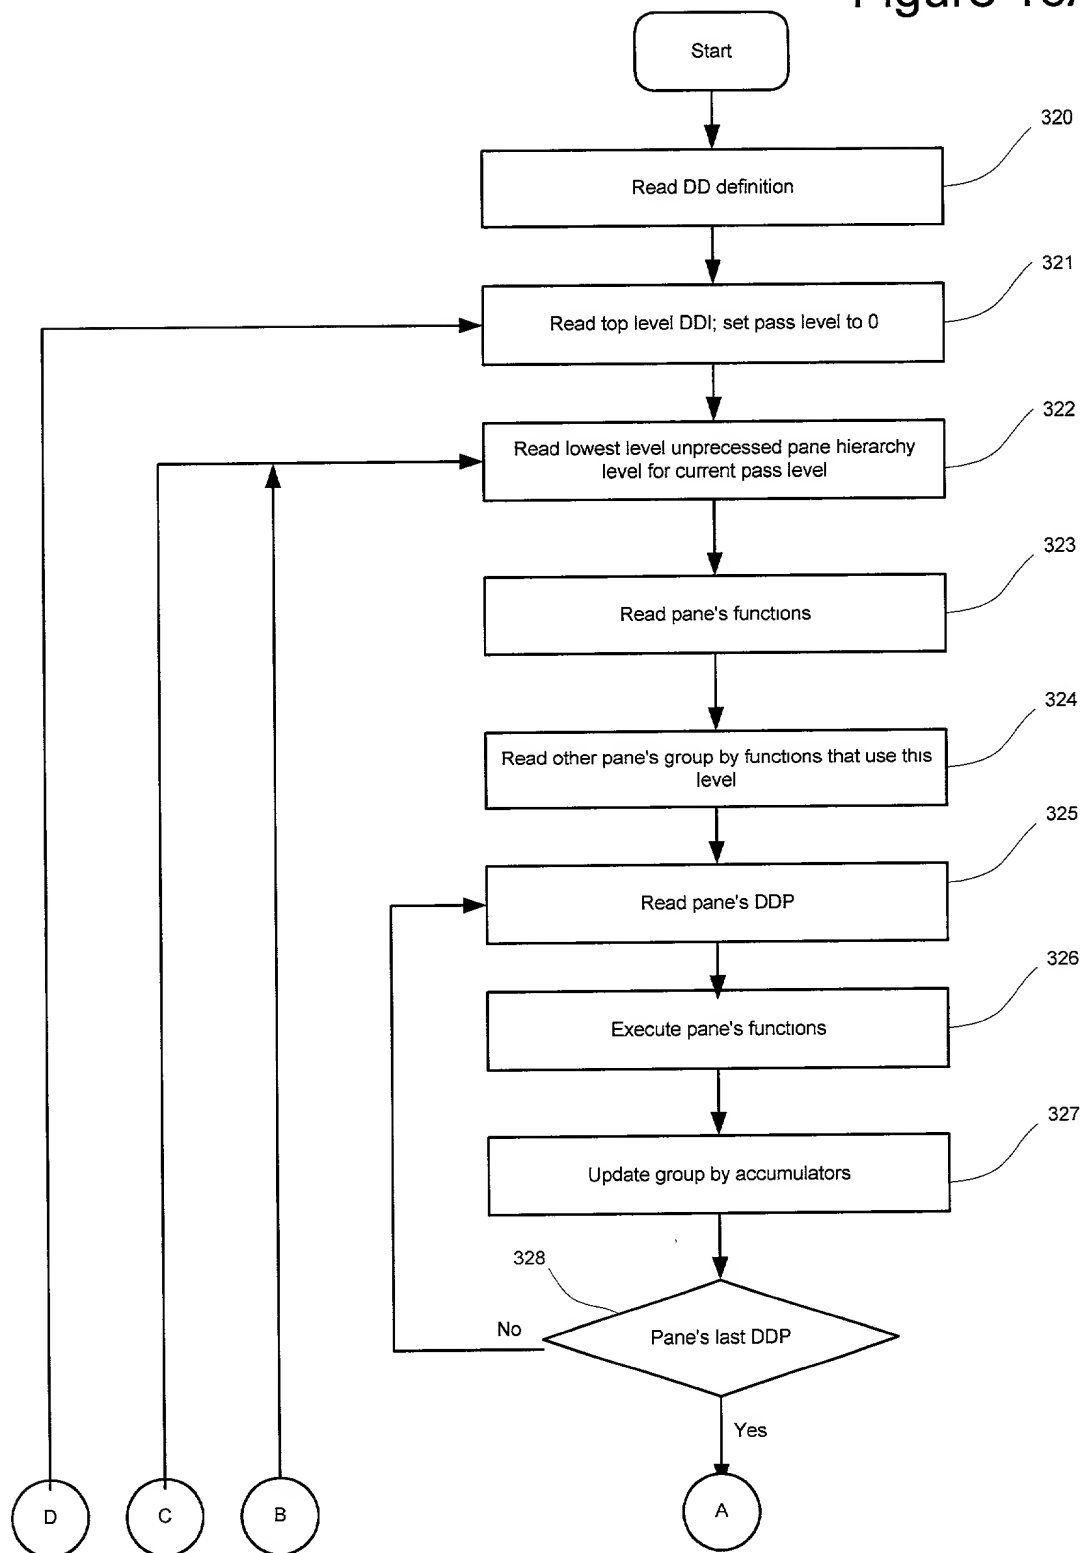 Figure
Start
320
Read DD definition
321
Read top level DDI; set pass level to 0
322
Read lowest level unprecessed pane hierarchy
level for current pass level
323
Read pane's functions
324
Read other pane's group by functions that use this
level
325
Read pane's DDP
326
Execute pane's functions
327
Update group by accumulators
328
No
Pane's last DDP
Yes
D
C
B
A